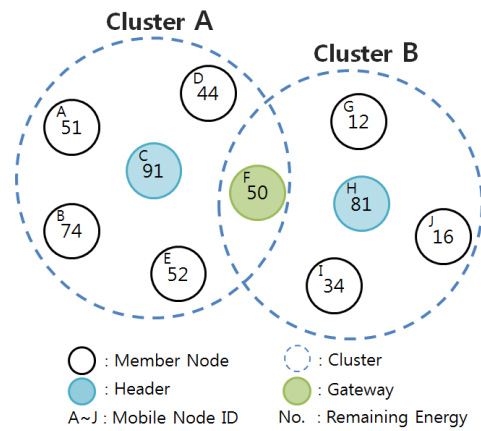 Cluster A
Cluster B
D
44
A
51
G
12
C
91
F
50
H
81
B
74
J
16
E
52
I
34
: Member Node
: Cluster
: Header
: Gateway
A~J : Mobile Node ID
No. : Remaining Energy